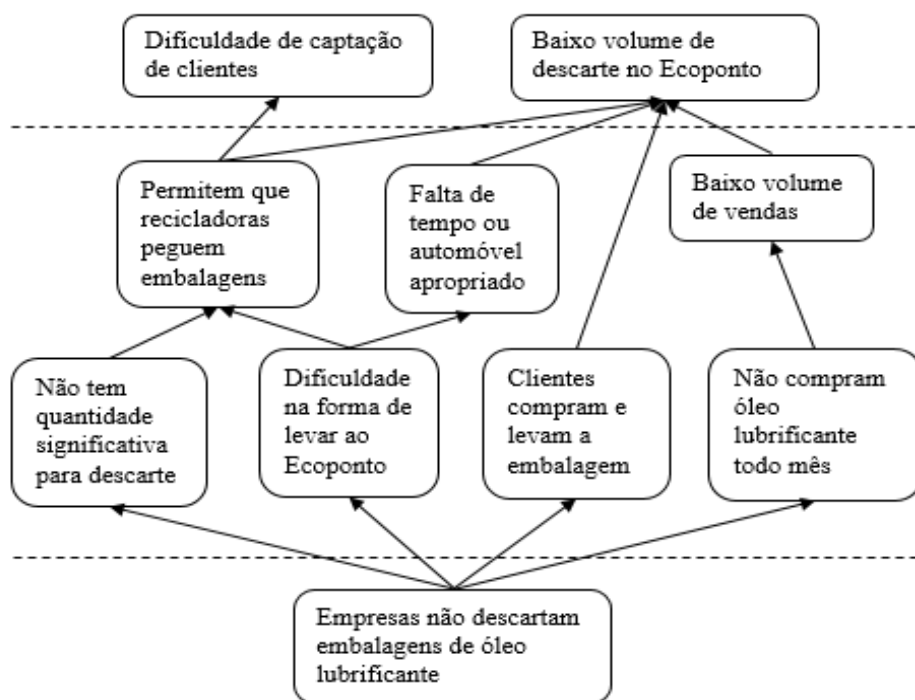 Dificuldade de captação
de clientes
Baixo volume de
descarte no Ecoponto
Permitem que
recicladoras
peguem
embalagens
Falta de
tempo ou
automóvel
apropriado
Baixo volume
de vendas
Não tem
quantidade
significativa
para descarte
Dificuldade
na forma de
levar ao
Ecoponto
Clientes
compram e
levam a
embalagem
Não compram
óleo
lubrificante
todo mês
Empresas não descartam
embalagens de óleo
lubrificante